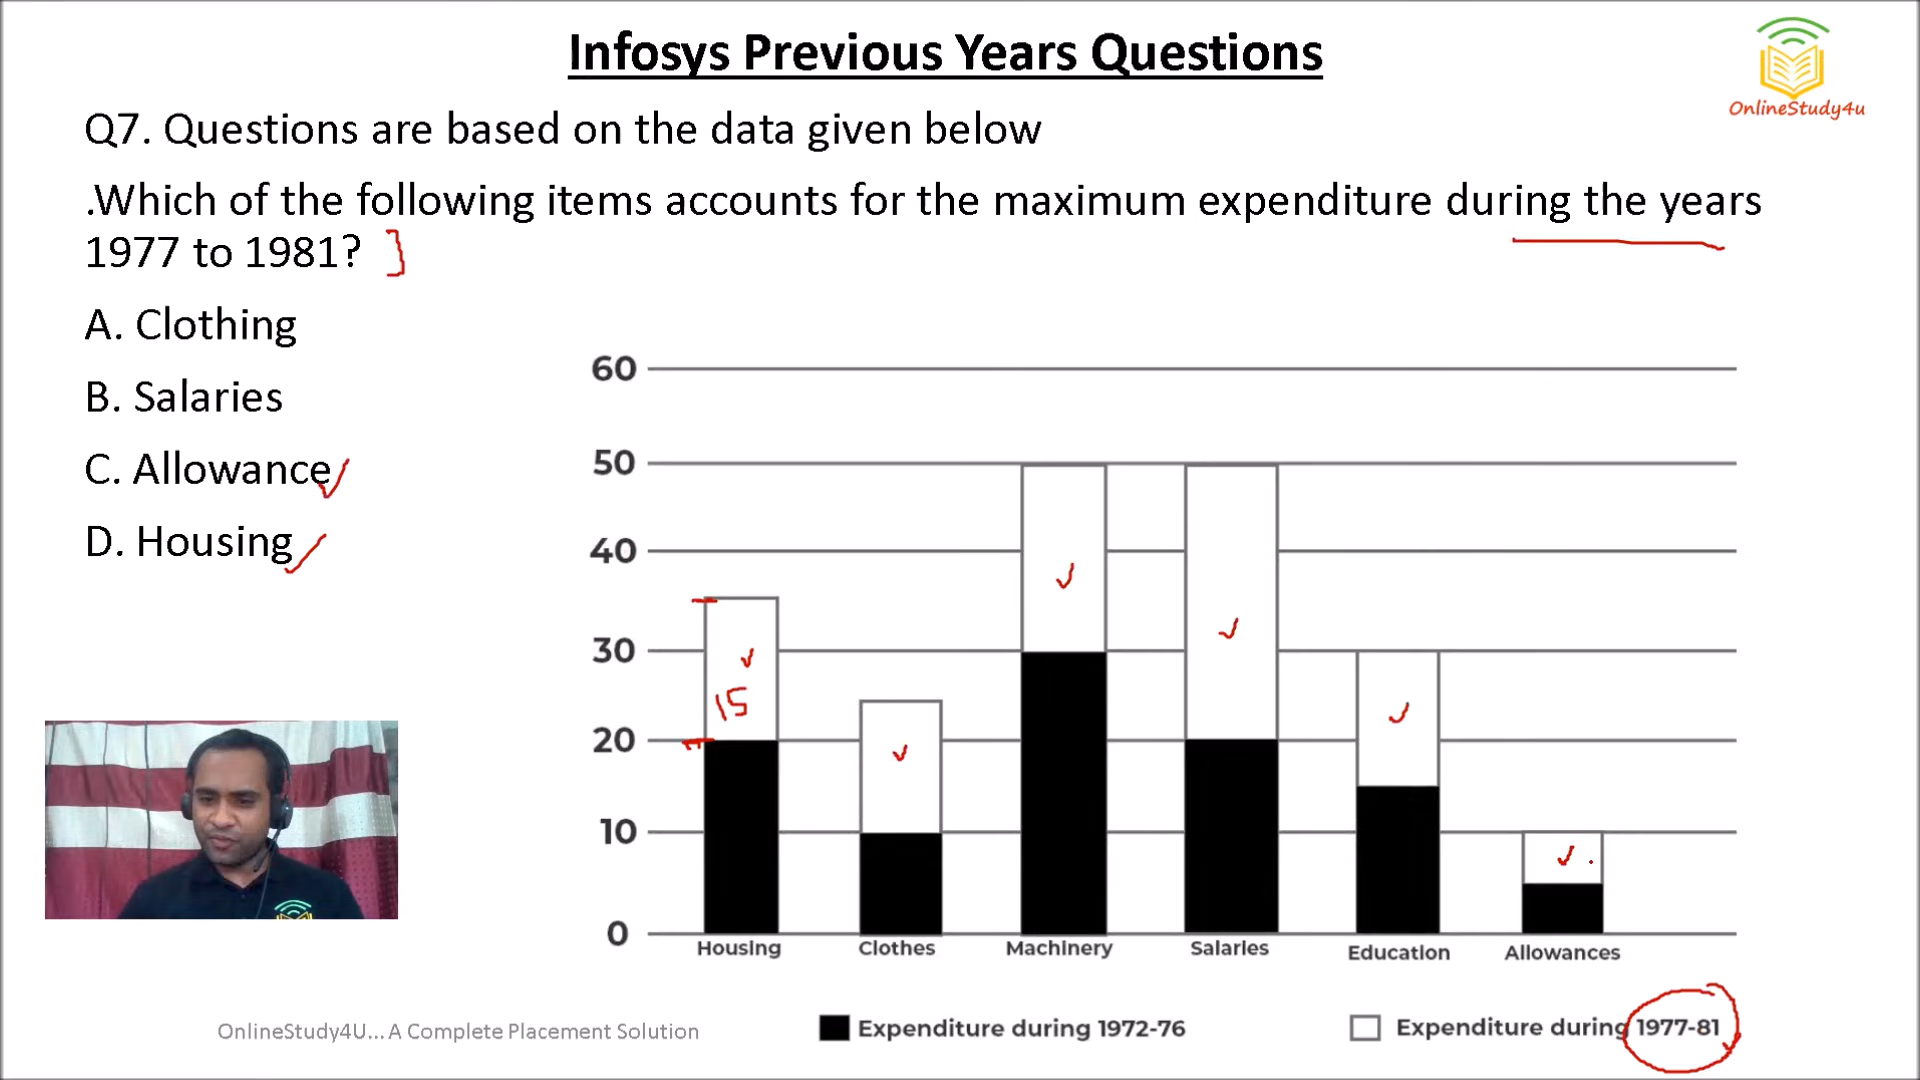 Infosys Previous Years Questions
OnlineStudy4u
Q7. Questions are based on the data given below
.Which of the following items accounts for the maximum expenditure during the years
1977 to 1981?
A. Clothing
B. Salaries
C. Allowance
D. Housing
60
50
40
30
20
10
0
15
Housing Clothes Machinery Salaries Education Allowances
OnlineStudy4U... A Complete Placement Solution
Expenditure during 1972-76
Expenditure during 1977-81